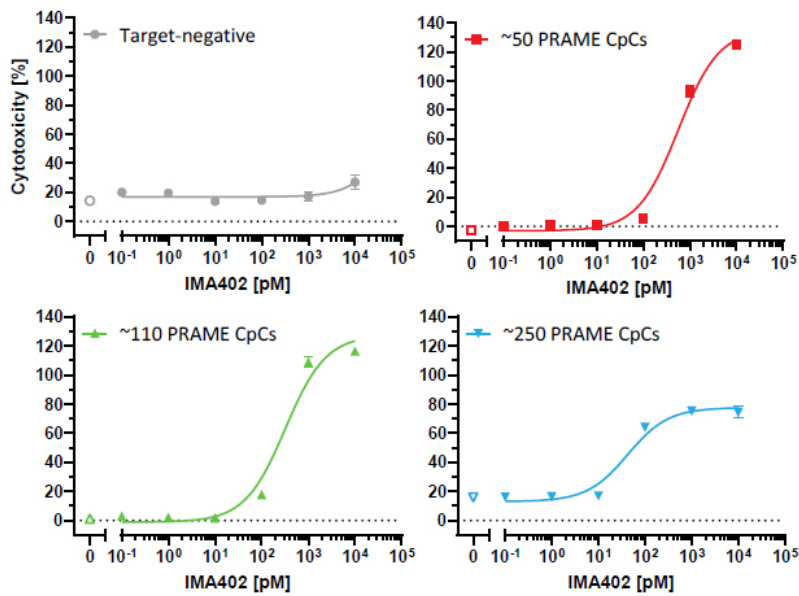 Target-negative
Cytotoxicity [%]
140
120
100
80
60
40
20
0
0 10⁻¹ 10⁰ 10¹ 10² 10³ 10⁴ 10⁵
IMA402 [pM]
~50 PRAME CpCs
140
120
100
80
60
40
20
0
0 10⁻¹ 10⁰ 10¹ 10² 10³ 10⁴ 10⁵
IMA402 [pM]
~110 PRAME CpCs
140
120
100
80
60
40
20
0
0 10⁻¹ 10⁰ 10¹ 10² 10³ 10⁴ 10⁵
IMA402 [pM]
~250 PRAME CpCs
140
120
100
80
60
40
20
0
0 10⁻¹ 10⁰ 10¹ 10² 10³ 10⁴ 10⁵
IMA402 [pM]